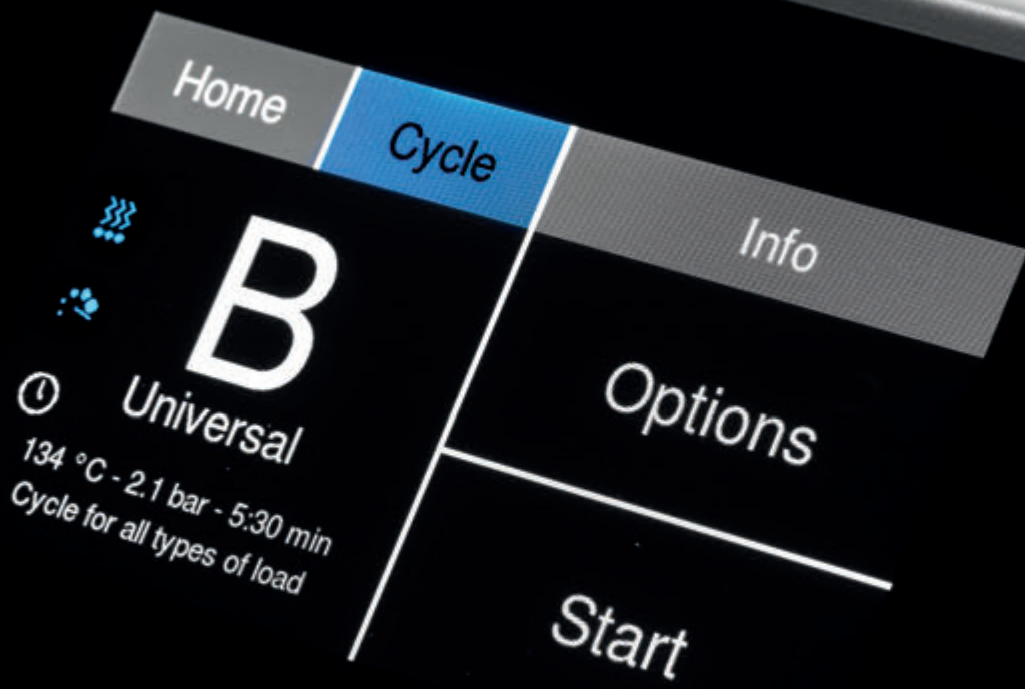 Home
Cycle
Info
B
Universal
134 °C - 2.1 bar - 5:30 min
Cycle for all types of load
Options
Start